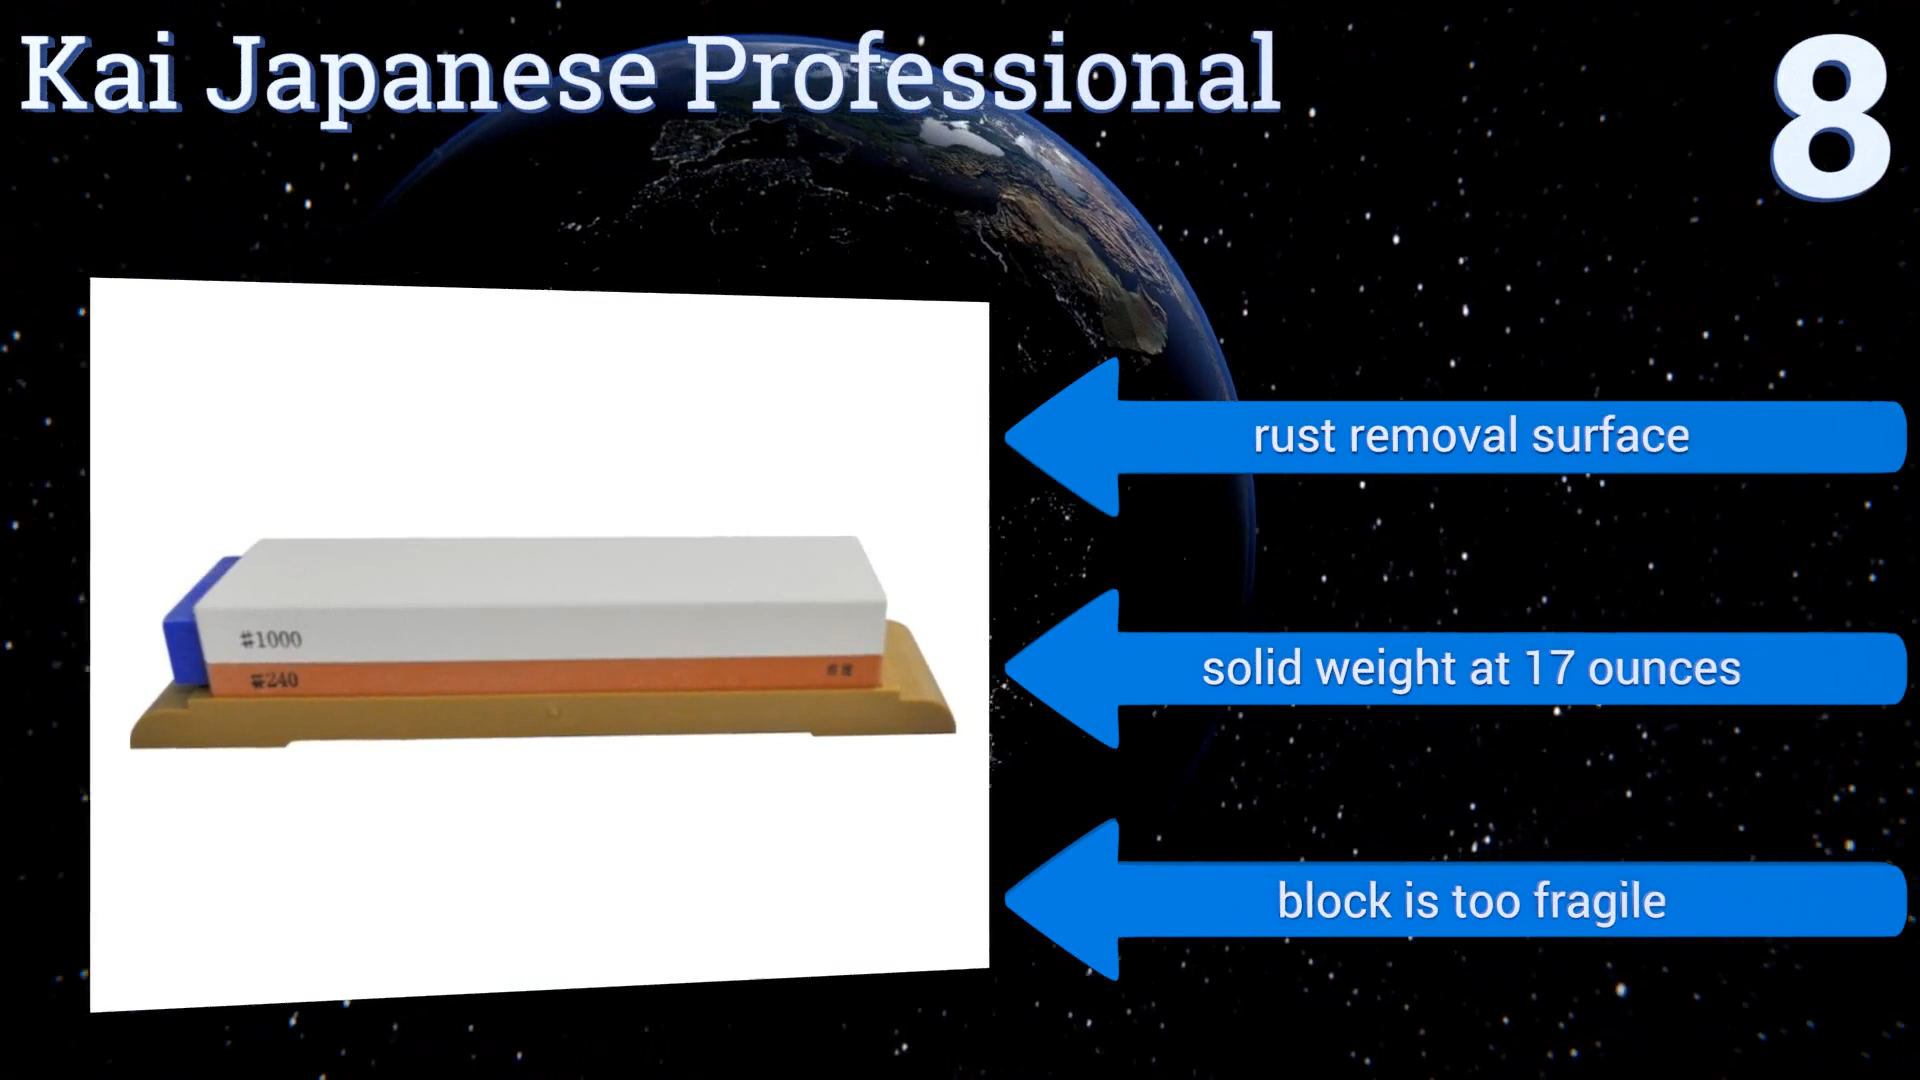 Kai Japanese Professional
8
rust removal surface
solid weight at 17 ounces
block is too fragile
#1000
#240